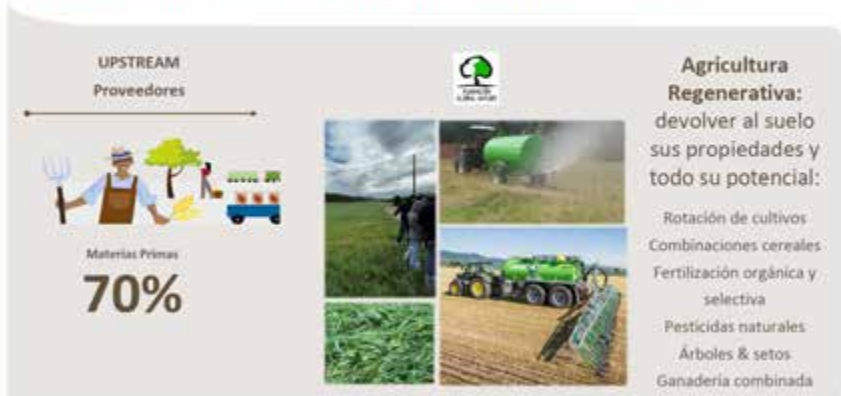 UPSTREAM
Proveedores
Materias Primas
70%
Agricultura
Regenerativa:
devolver al suelo
sus propiedades y
todo su potencial:
Rotación de cultivos
Combinaciones cereales
Fertilización orgánica y
selectiva
Pesticidas naturales
Árboles & setos
Ganadería combinada